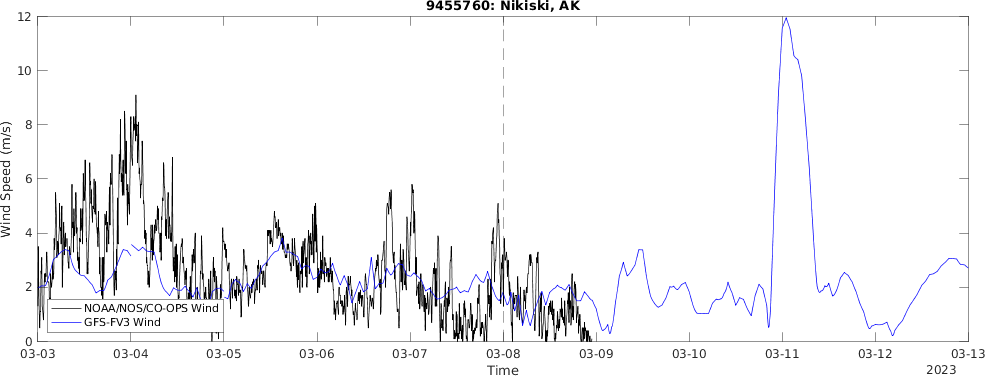 9455760: Nikiski, AK
12
10
8
6
4
2
0
Wind Speed (m/s)
NOAA/NOS/CO-OPS Wind
GFS-FV3 Wind
03-03 03-04 03-05 03-06 03-07 03-08 03-09 03-10 03-11 03-12 03-13
Time
2023